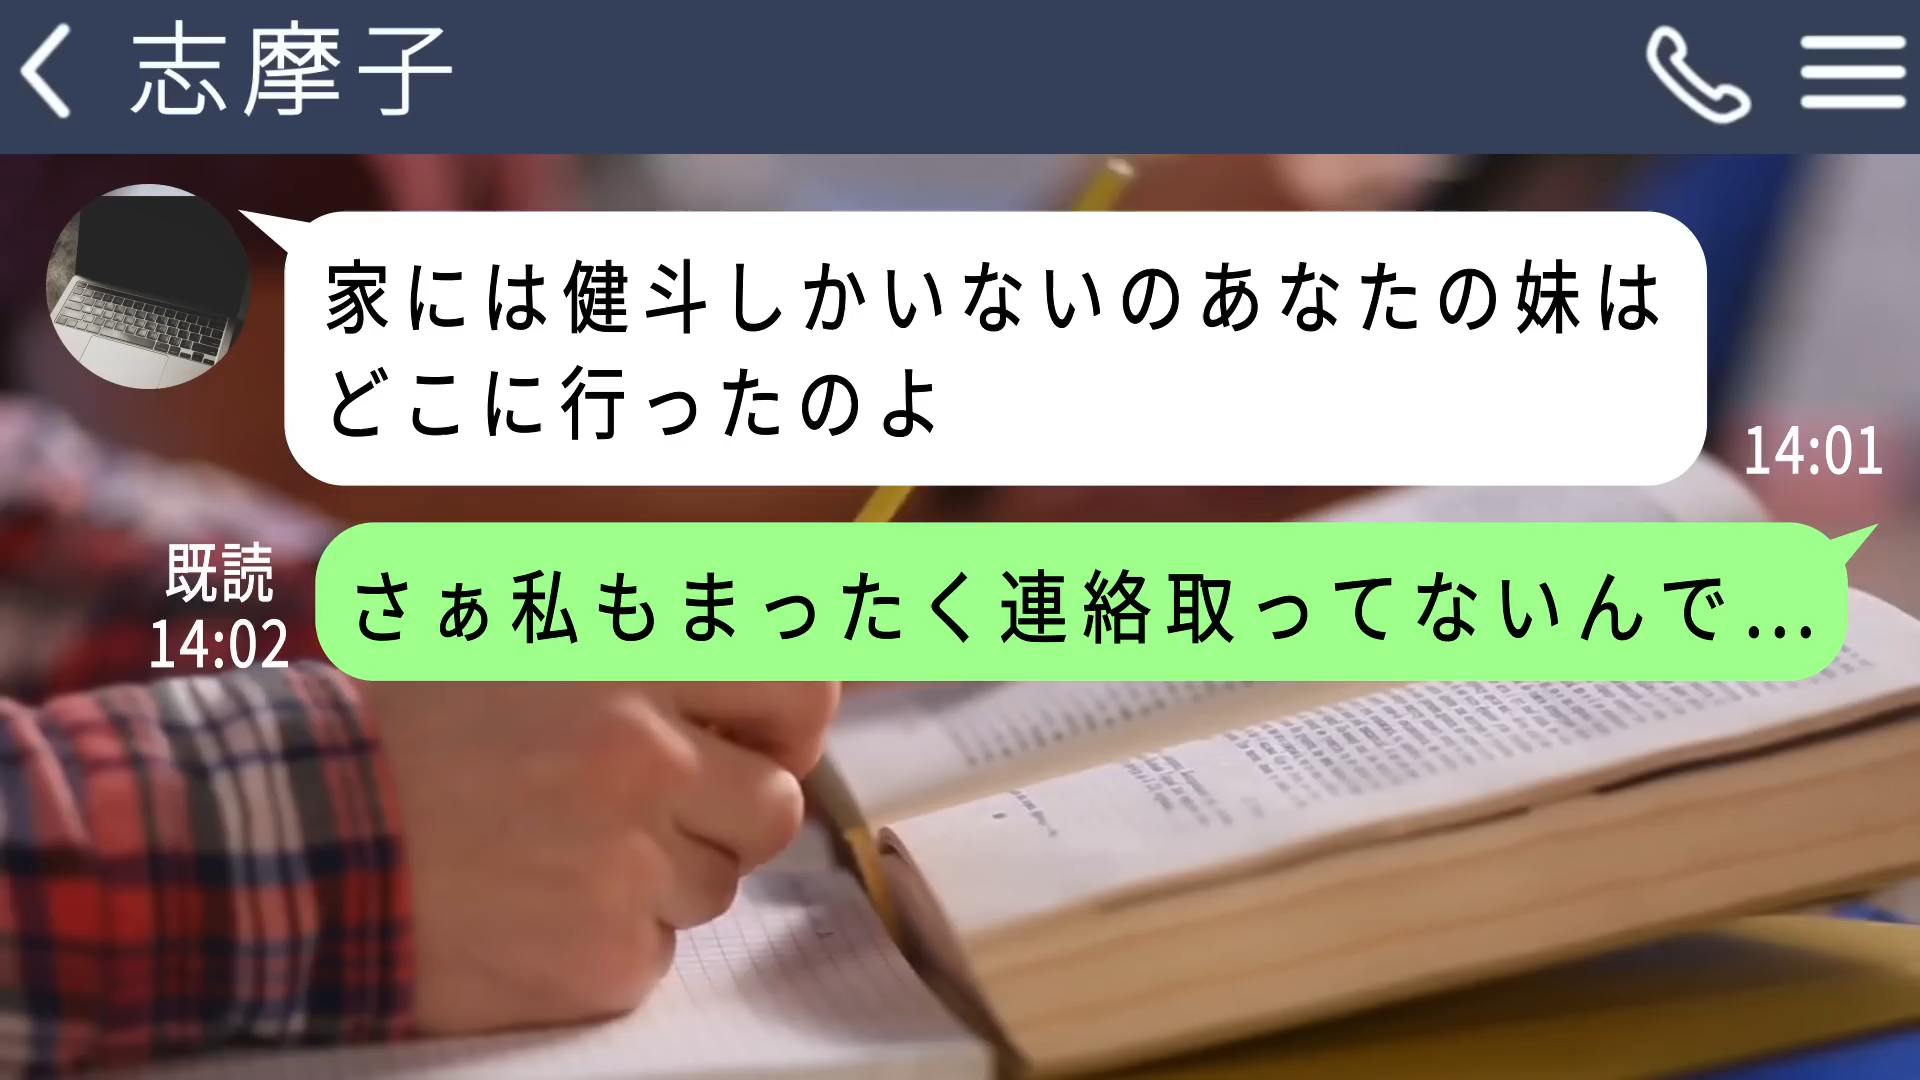 志摩子
家には健斗しかいないのあなたの妹は
どこに行ったのよ
14:01
既読
14:02
さぁ私もまったく連絡取ってないんで…